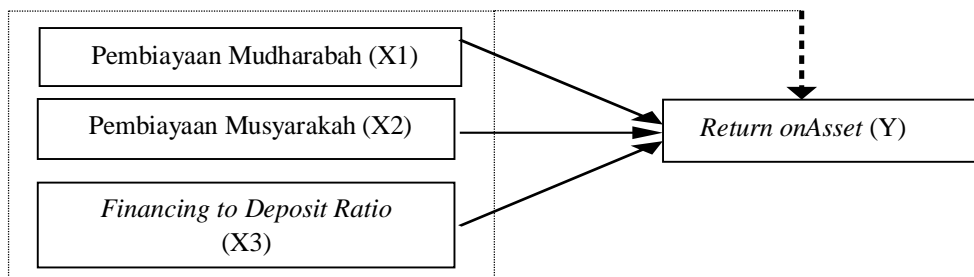 Pembiayaan Mudharabah (X1)
Pembiayaan Musyarakah (X2)
Return onAsset (Y)
Financing to Deposit Ratio
(X3)